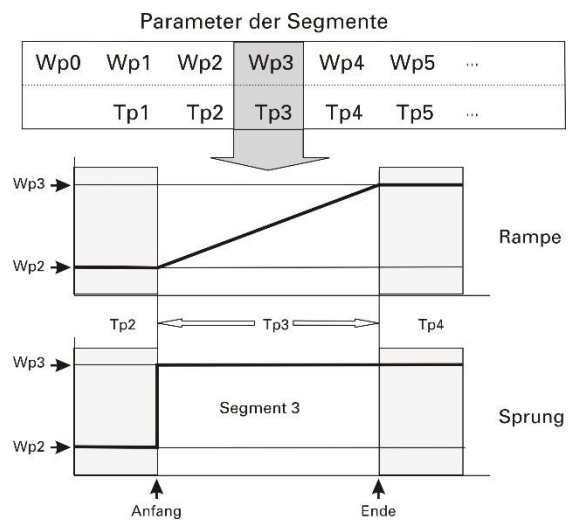 Parameter der Segmente
Wp0 Wp1 Wp2 Wp3 Wp4 Wp5 ...
Tp1 Tp2 Tp3 Tp4 Tp5 ...
Wp3
Rampe
Wp2
Tp2 Tp3 Tp4
Wp3
Segment 3
Sprung
Wp2
Anfang Ende